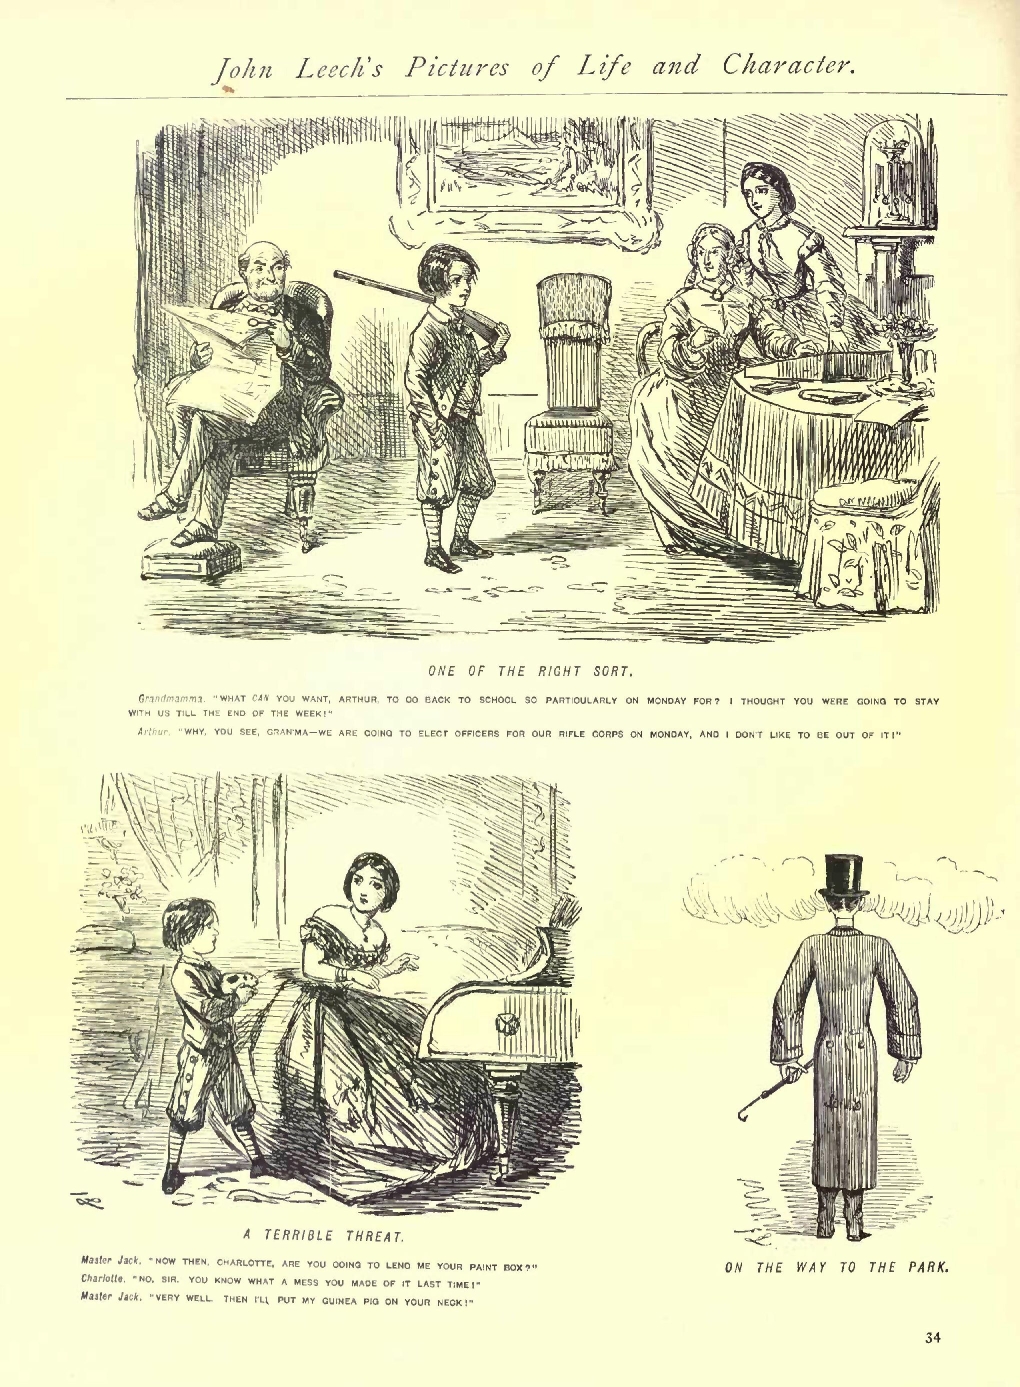 John Leech's Pictures of Life and Character.
ONE OF THE RIGHT SORT.
Grandmamma. "WHAT CAN YOU WANT, ARTHUR, TO GO BACK TO SCHOOL SO PARTICULARLY ON MONDAY FOR? I THOUGHT YOU WERE GOING TO STAY
WITH US TILL THE END OF THE WEEK!"
Arthur. "WHY, YOU SEE, GRAN'MA—WE ARE GOING TO ELECT OFFICERS FOR OUR RIFLE CORPS ON MONDAY, AND I DON'T LIKE TO BE OUT OF IT!"
A TERRIBLE THREAT.
Master Jack. "NOW THEN, CHARLOTTE, ARE YOU GOING TO LEND ME YOUR PAINT BOX?"
Charlotte. "NO, SIR. YOU KNOW WHAT A MESS YOU MADE OF IT LAST TIME!"
Master Jack. "VERY WELL. THEN I'LL PUT MY GUINEA PIG ON YOUR NECK!"
ON THE WAY TO THE PARK.
34